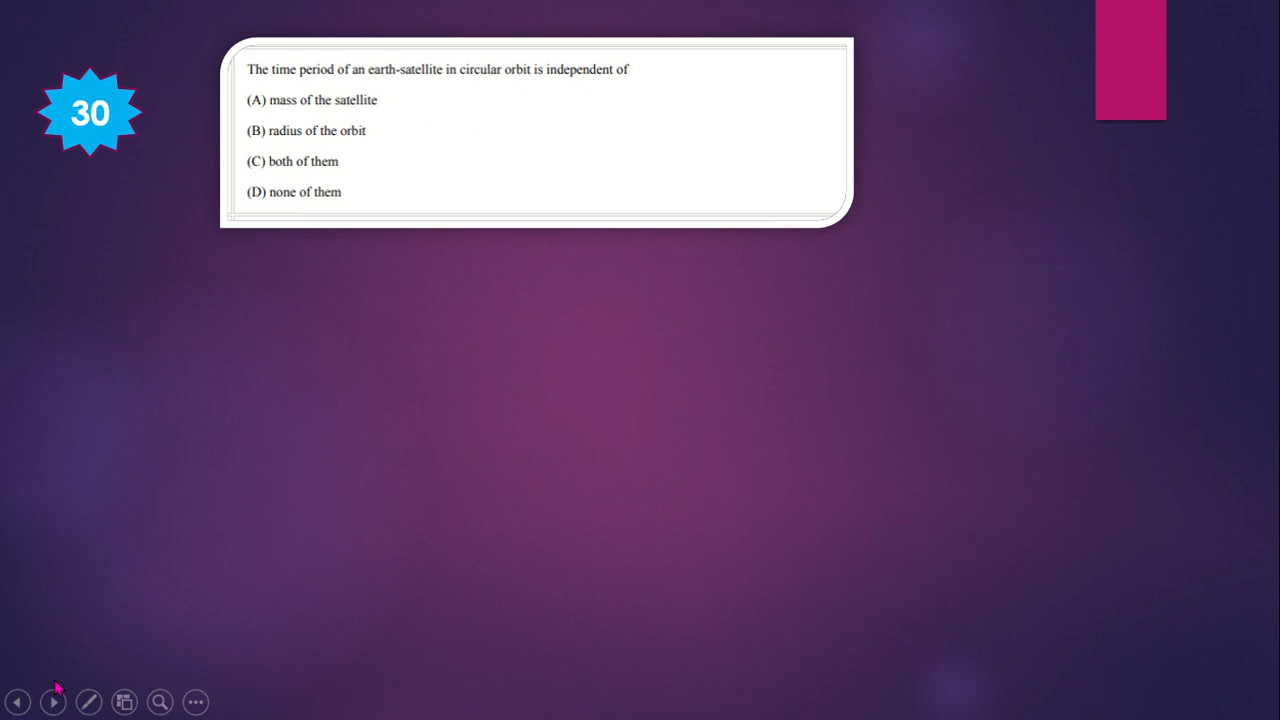 30
The time period of an earth-satellite in circular orbit is independent of
(A) mass of the satellite
(B) radius of the orbit
(C) both of them
(D) none of them